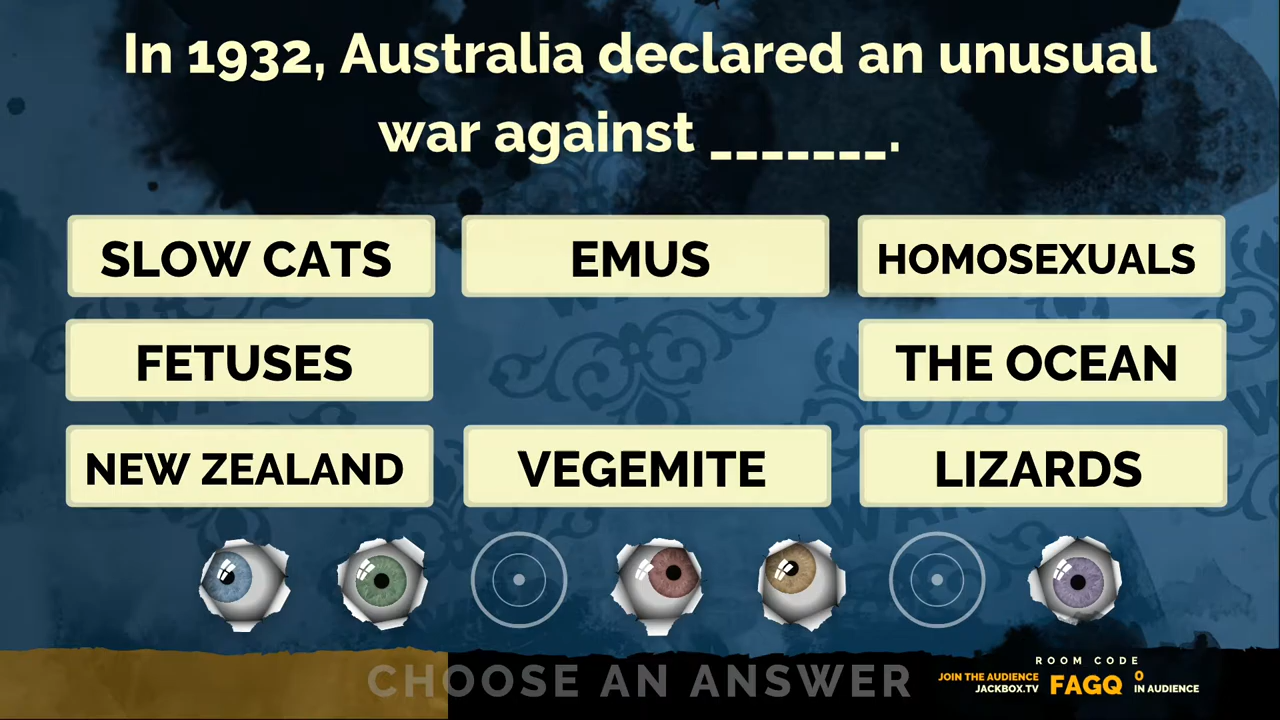 In 1932, Australia declared an unusual
war against _______.
SLOW CATS
EMUS
HOMOSEXUALS
FETUSES
THE OCEAN
NEW ZEALAND
VEGEMITE
LIZARDS
CHOOSE AN ANSWER
ROOM CODE
JOIN THE AUDIENCE
JACKBOX.TV
FAGQ
0
IN AUDIENCE